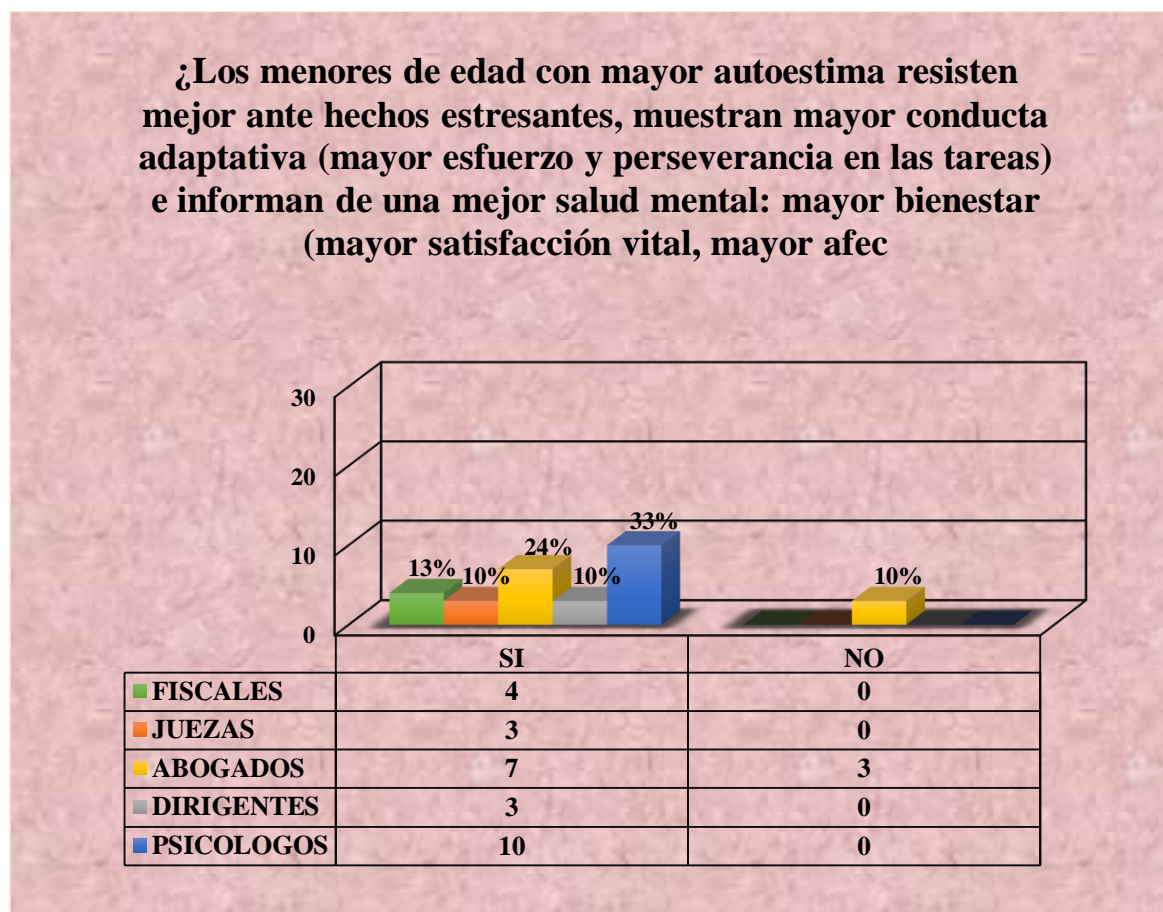 ¿Los menores de edad con mayor autoestima resisten
mejor ante hechos estresantes, muestran mayor conducta
adaptativa (mayor esfuerzo y perseverancia en las tareas)
e informan de una mejor salud mental: mayor bienestar
(mayor satisfacción vital, mayor afec
30
20
10
0
13% 10% 24% 10% 33% 10%
SI NO
FISCALES 4 0
JUEZAS 3 0
ABOGADOS 7 3
DIRIGENTES 3 0
PSICOLOGOS 10 0